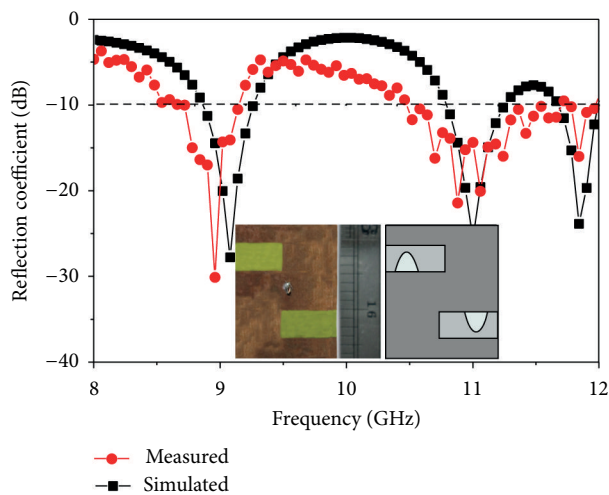 0
−10
−20
−30
−40
Reflection coefficient (dB)
16
8
9
10
11
12
Frequency (GHz)
Measured
Simulated